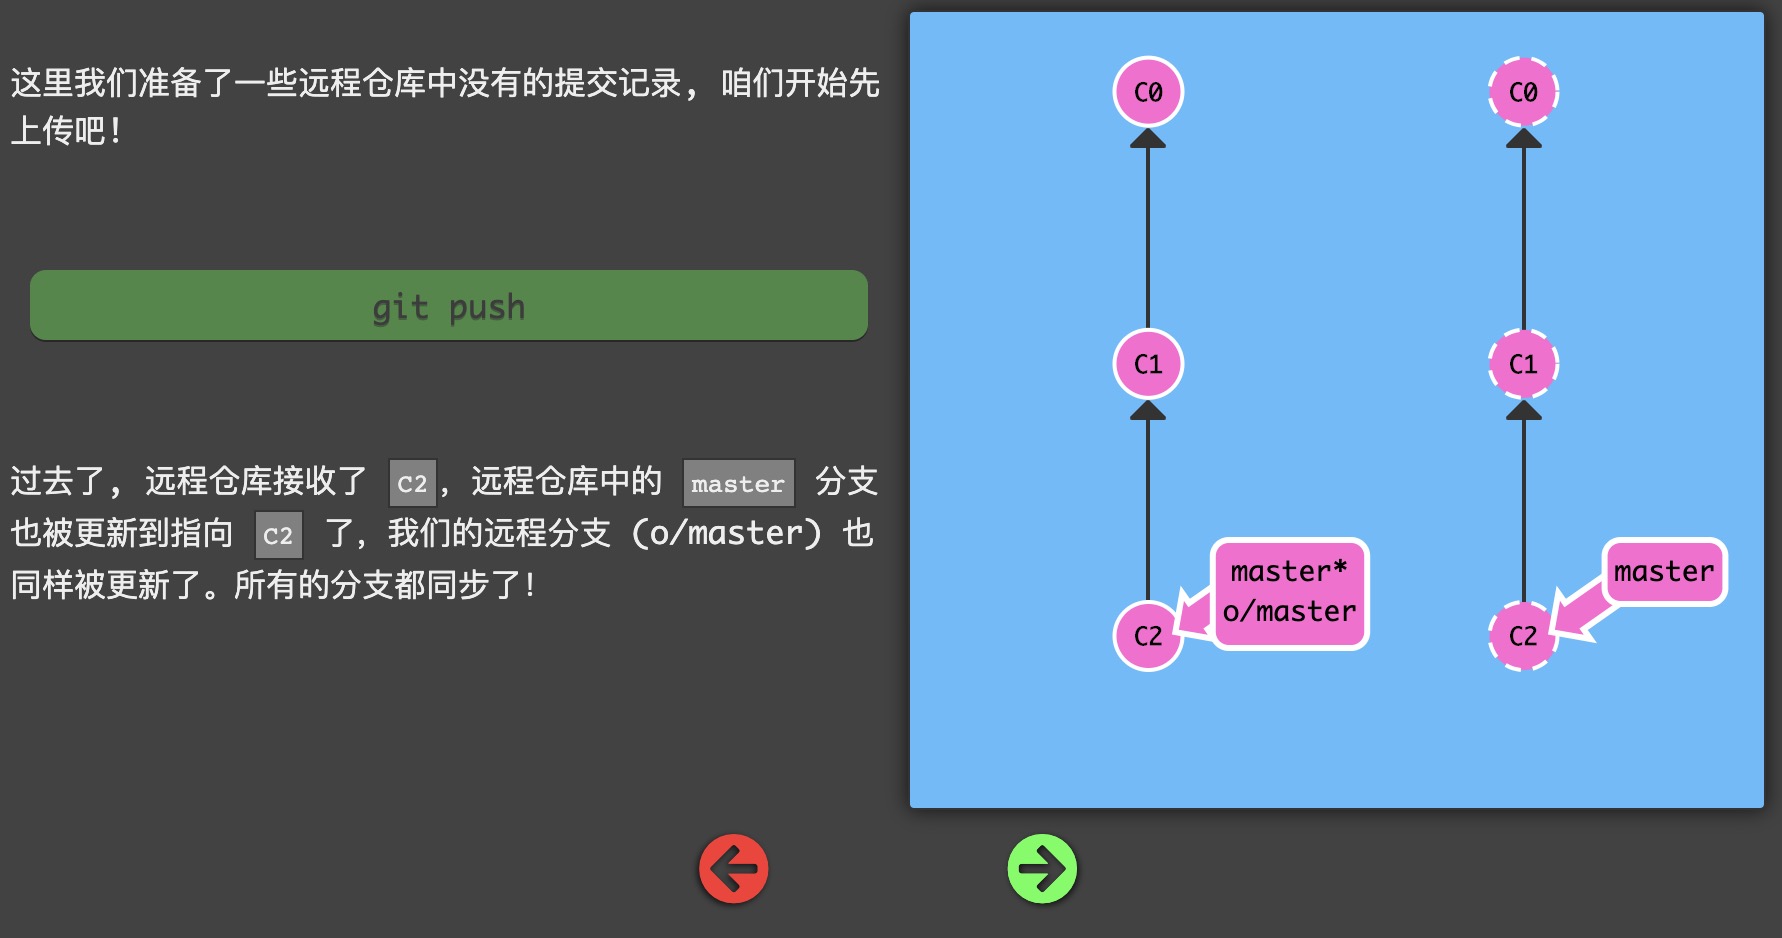 这里我们准备了一些远程仓库中没有的提交记录, 咱们开始先
上传吧!
git push
过去了, 远程仓库接收了 C2, 远程仓库中的 master 分支
也被更新到指向 C2 了, 我们的远程分支 (o/master) 也
同样被更新了。所有的分支都同步了!
C0
C1
C2
master*
o/master
C0
C1
C2
master